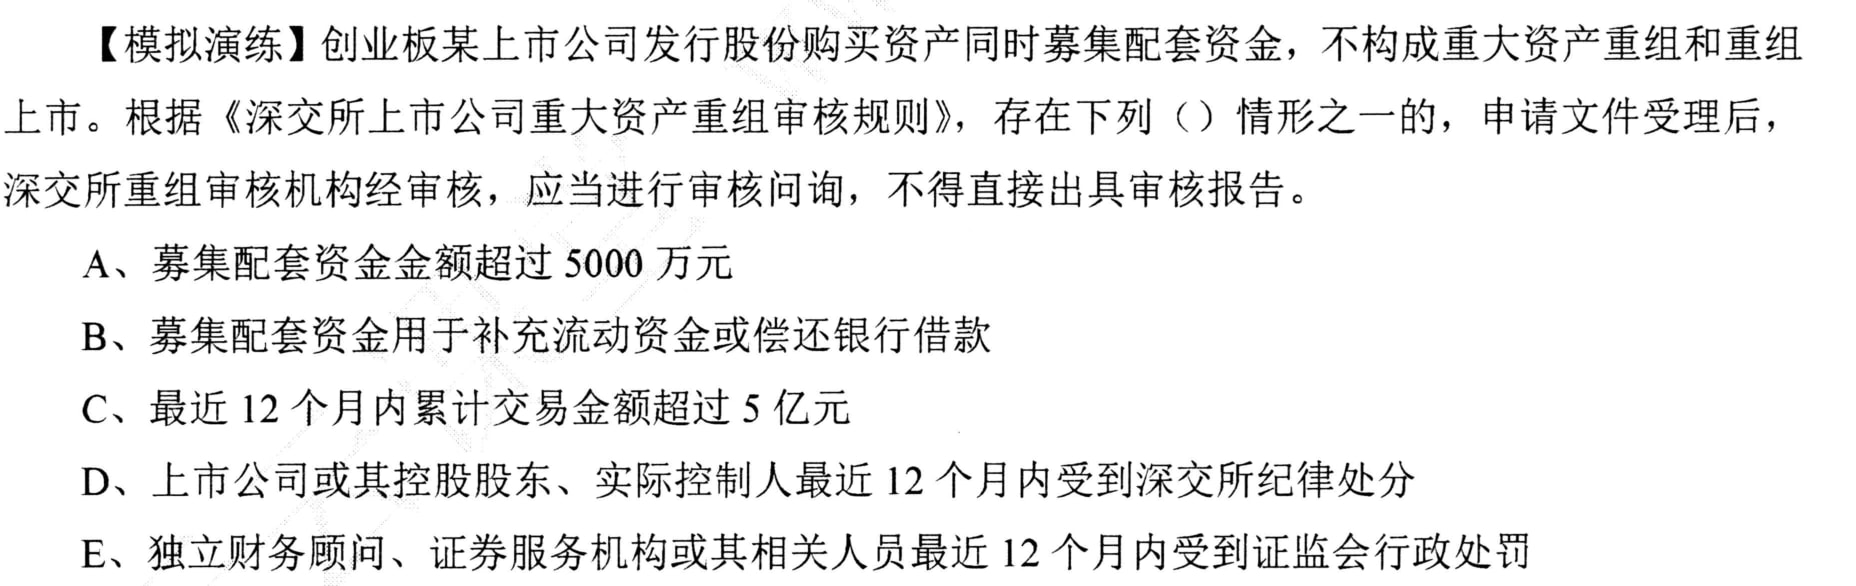 【模拟演练】创业板某上市公司发行股份购买资产同时募集配套资金，不构成重大资产重组和重组
上市。根据《深交所上市公司重大资产重组审核规则》，存在下列（）情形之一的，申请文件受理后，
深交所重组审核机构经审核，应当进行审核问询，不得直接出具审核报告。
A、募集配套资金金额超过 5000 万元
B、募集配套资金用于补充流动资金或偿还银行借款
C、最近 12 个月内累计交易金额超过 5 亿元
D、上市公司或其控股股东、实际控制人最近 12 个月内受到深交所纪律处分
E、独立财务顾问、证券服务机构或其相关人员最近 12 个月内受到证监会行政处罚